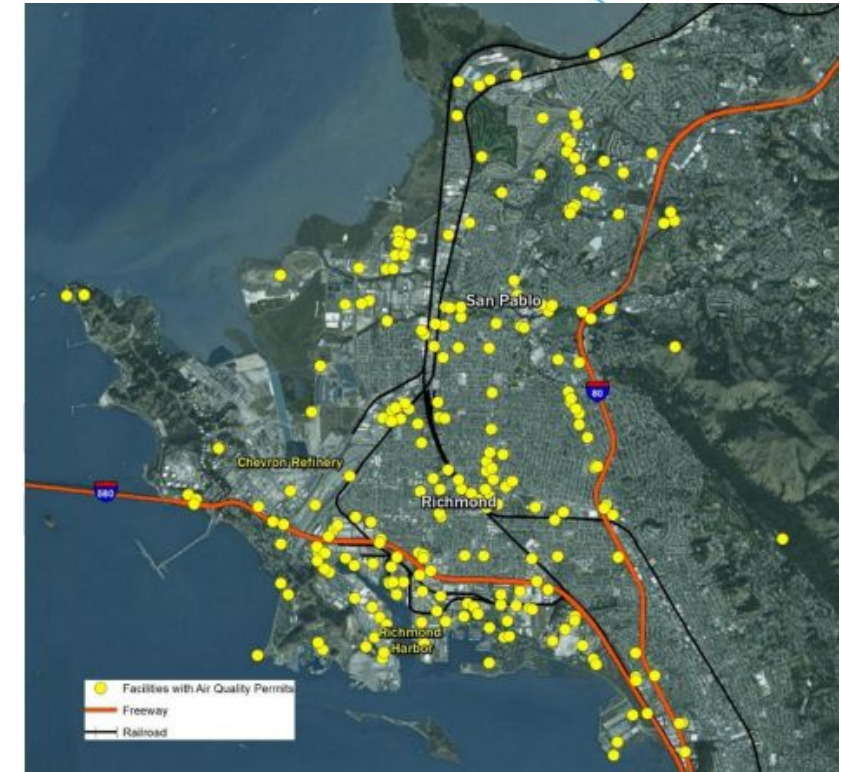 San Pablo
80
Chevron Refinery
580
Richmond
Richmond
Harbor
Facilities with Air Quality Permits
Freeway
Railroad